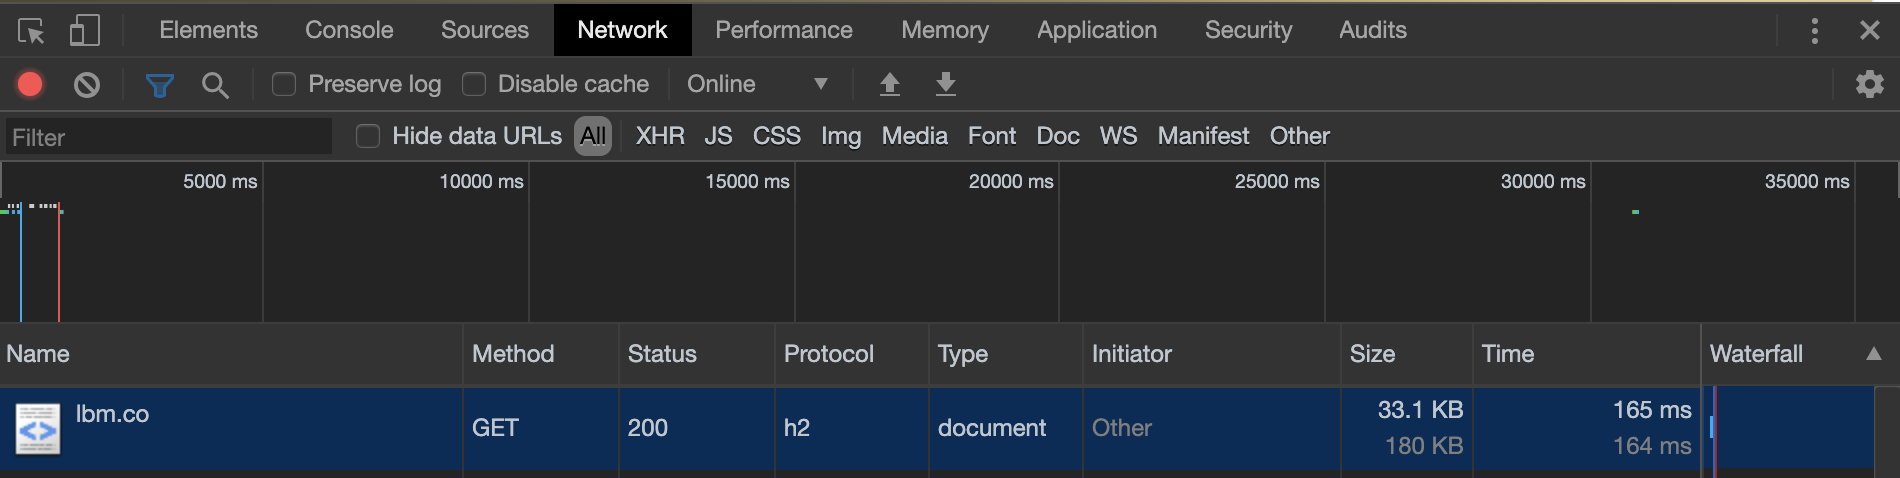 Elements Console Sources Network Performance Memory Application Security Audits
Preserve log Disable cache Online
Filter Hide data URLs All XHR JS CSS Img Media Font Doc WS Manifest Other
5000 ms 10000 ms 15000 ms 20000 ms 25000 ms 30000 ms 35000 ms
Name Method Status Protocol Type Initiator Size Time Waterfall
lbm.co GET 200 h2 document Other 33.1 KB 165 ms
180 KB 164 ms